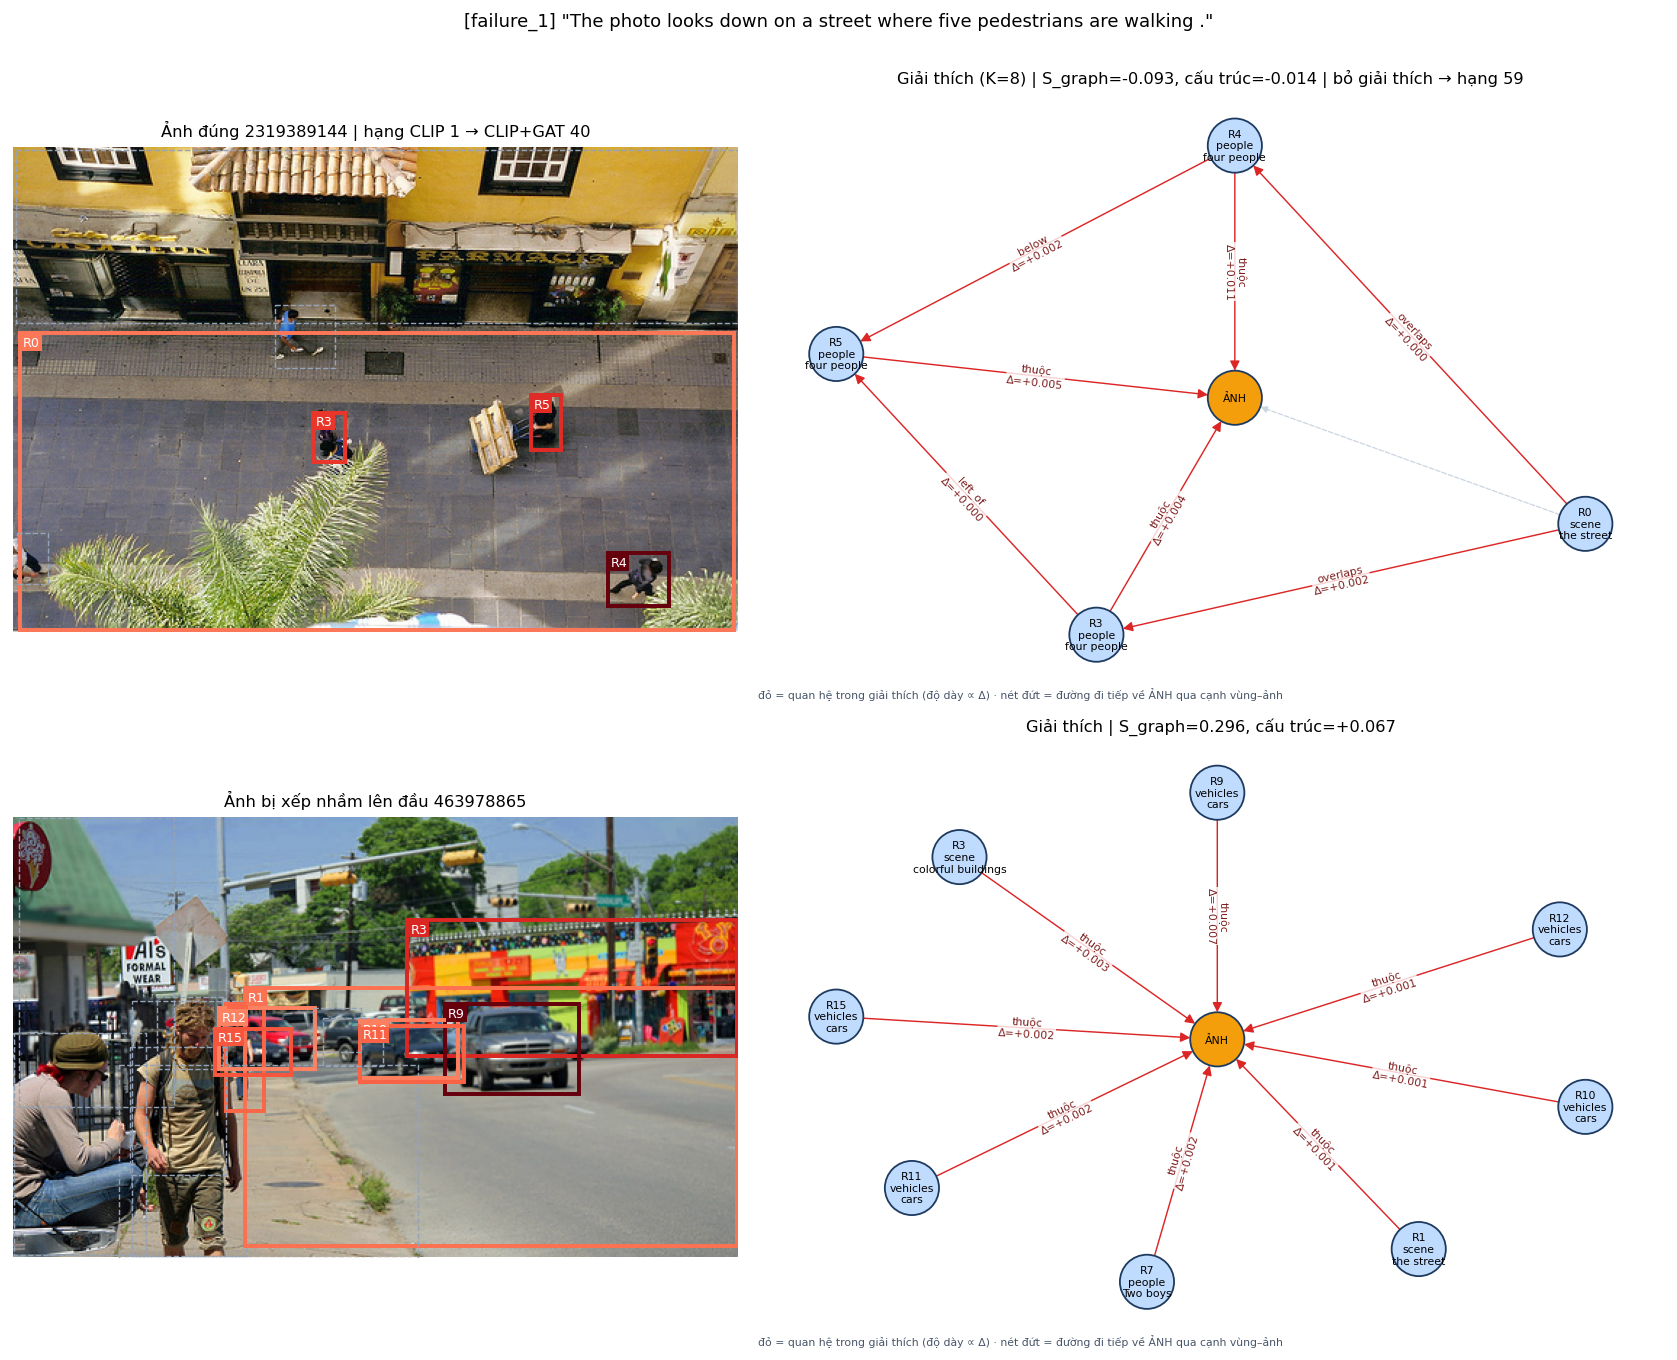 [failure_1] "The photo looks down on a street where five pedestrians are walking ."
Ảnh đúng 2319389144 | hạng CLIP 1 → CLIP+GAT 40
CASA LEON
FARMACIA
R0
R3
R5
R4
Giải thích (K=8) | S_graph=-0.093, cấu trúc=-0.014 | bỏ giải thích → hạng 59
R4
people
four people
below
Δ=+0.002
thuộc
Δ=+0.011
overlaps
Δ=+0.000
R5
people
four people
thuộc
Δ=+0.005
ẢNH
left_of
Δ=+0.000
thuộc
Δ=+0.004
R0
scene
the street
overlaps
Δ=+0.002
R3
people
four people
đỏ = quan hệ trong giải thích (độ dày ∝ Δ) · nét đứt = đường đi tiếp về ẢNH qua cạnh vùng–ảnh
Ảnh bị xếp nhầm lên đầu 463978865
Al's
FORMAL
WEAR
R3
R1
R12
R15
R11
R9
Giải thích | S_graph=0.296, cấu trúc=+0.067
R9
vehicles
cars
R3
scene
colorful buildings
thuộc
Δ=+0.007
R12
vehicles
cars
thuộc
Δ=+0.003
thuộc
Δ=+0.001
R15
vehicles
cars
thuộc
Δ=+0.002
ẢNH
thuộc
Δ=+0.001
R10
vehicles
cars
thuộc
Δ=+0.002
thuộc
Δ=+0.002
thuộc
Δ=+0.001
R11
vehicles
cars
R7
people
Two boys
R1
scene
the street
đỏ = quan hệ trong giải thích (độ dày ∝ Δ) · nét đứt = đường đi tiếp về ẢNH qua cạnh vùng–ảnh